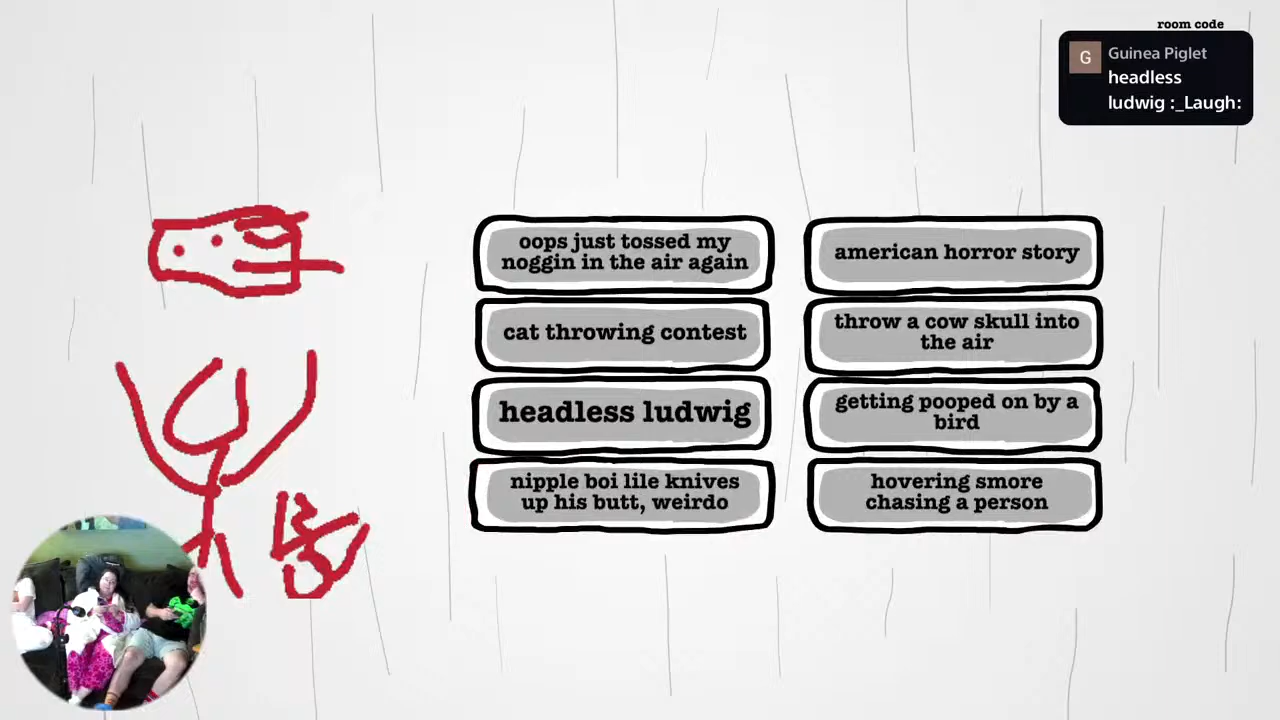 room code
Guinea Piglet
headless
ludwig :_Laugh:
G
oops just tossed my
noggin in the air again
american horror story
cat throwing contest
throw a cow skull into
the air
headless ludwig
getting pooped on by a
bird
nipple boi lile knives
up his butt, weirdo
hovering smore
chasing a person